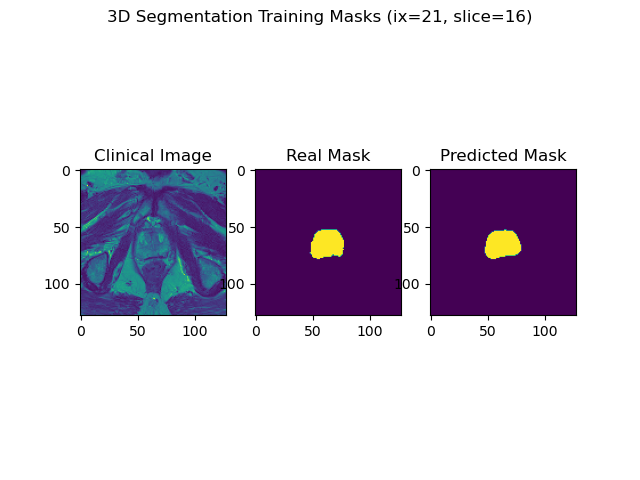 3D Segmentation Training Masks (ix=21, slice=16)
Clinical Image Real Mask Predicted Mask
0 0 0
50 50 50
100 100 100
0 50 100 0 50 100 0 50 100